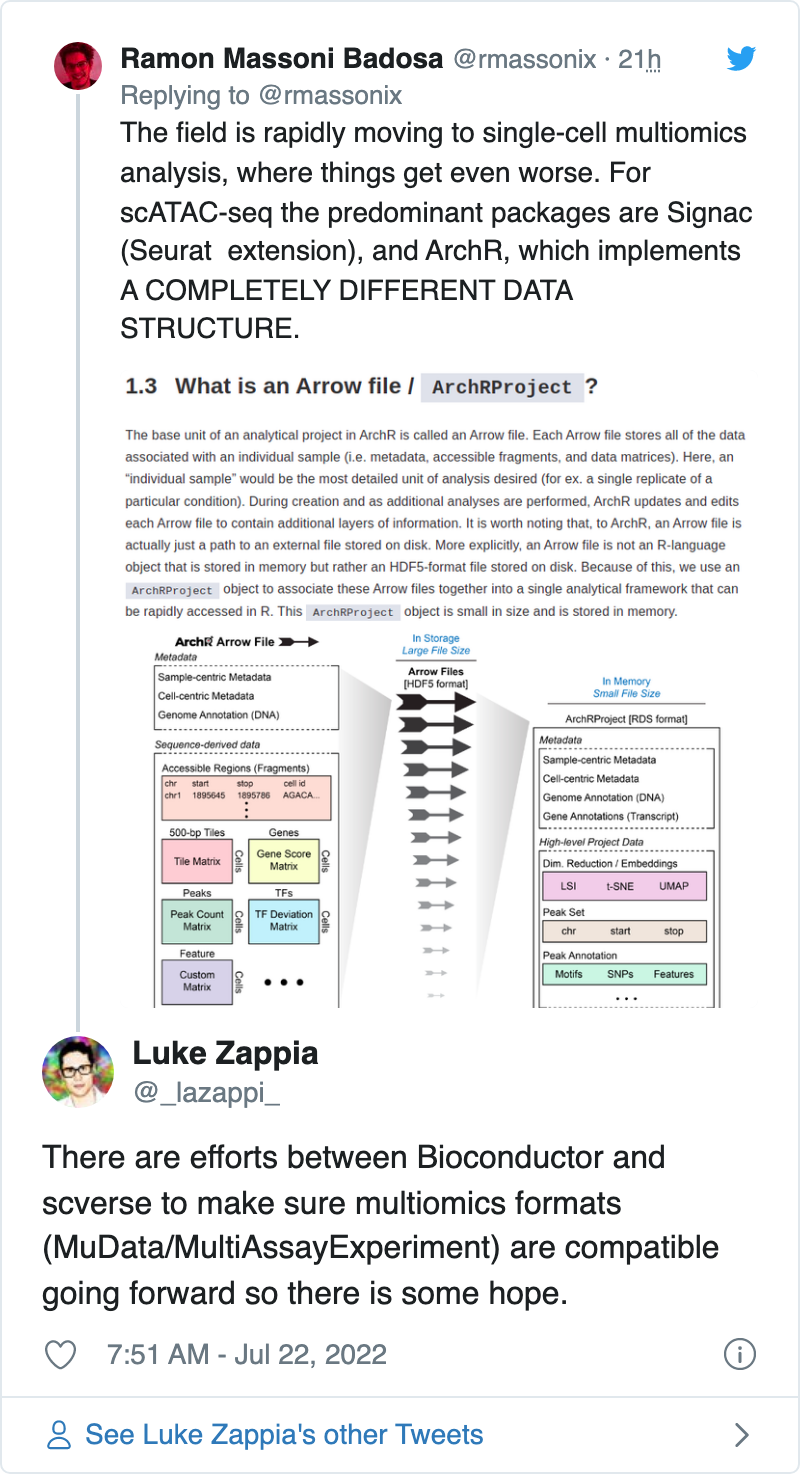 Ramon Massoni Badosa @rmassonix · 21h
Replying to @rmassonix
The field is rapidly moving to single-cell multiomics
analysis, where things get even worse. For
scATAC-seq the predominant packages are Signac
(Seurat  extension), and ArchR, which implements
A COMPLETELY DIFFERENT DATA
STRUCTURE.
1.3 What is an Arrow file / ArchRProject ?
The base unit of an analytical project in ArchR is called an Arrow file. Each Arrow file stores all of the data
associated with an individual sample (i.e. metadata, accessible fragments, and data matrices). Here, an
“individual sample” would be the most detailed unit of analysis desired (for ex. a single replicate of a
particular condition). During creation and as additional analyses are performed, ArchR updates and edits
each Arrow file to contain additional layers of information. It is worth noting that, to ArchR, an Arrow file is
actually just a path to an external file stored on disk. More explicitly, an Arrow file is not an R-language
object that is stored in memory but rather an HDF5-format file stored on disk. Because of this, we use an
ArchRProject object to associate these Arrow files together into a single analytical framework that can
be rapidly accessed in R. This ArchRProject object is small in size and is stored in memory.
ArchR Arrow File
Metadata
Sample-centric Metadata
Cell-centric Metadata
Genome Annotation (DNA)
Sequence-derived data
Accessible Regions (Fragments)
chr start stop cell id
chr1 1895645 1895786 AGACA...
500-bp Tiles
Tile Matrix
Cells
Genes
Gene Score
Matrix
Cells
Peaks
Peak Count
Matrix
Cells
TFs
TF Deviation
Matrix
Cells
Feature
Custom
Matrix
Cells
• • •
In Storage
Large File Size
Arrow Files
[HDF5 format]
In Memory
Small File Size
ArchRProject [RDS format]
Metadata
Sample-centric Metadata
Cell-centric Metadata
Genome Annotation (DNA)
Gene Annotations (Transcript)
High-level Project Data
Dim. Reduction / Embeddings
LSI t-SNE UMAP
Peak Set
chr start stop
Peak Annotation
Motifs SNPs Features
• • •
Luke Zappia
@_lazappi_
There are efforts between Bioconductor and
scverse to make sure multiomics formats
(MuData/MultiAssayExperiment) are compatible
going forward so there is some hope.
7:51 AM - Jul 22, 2022
See Luke Zappia's other Tweets